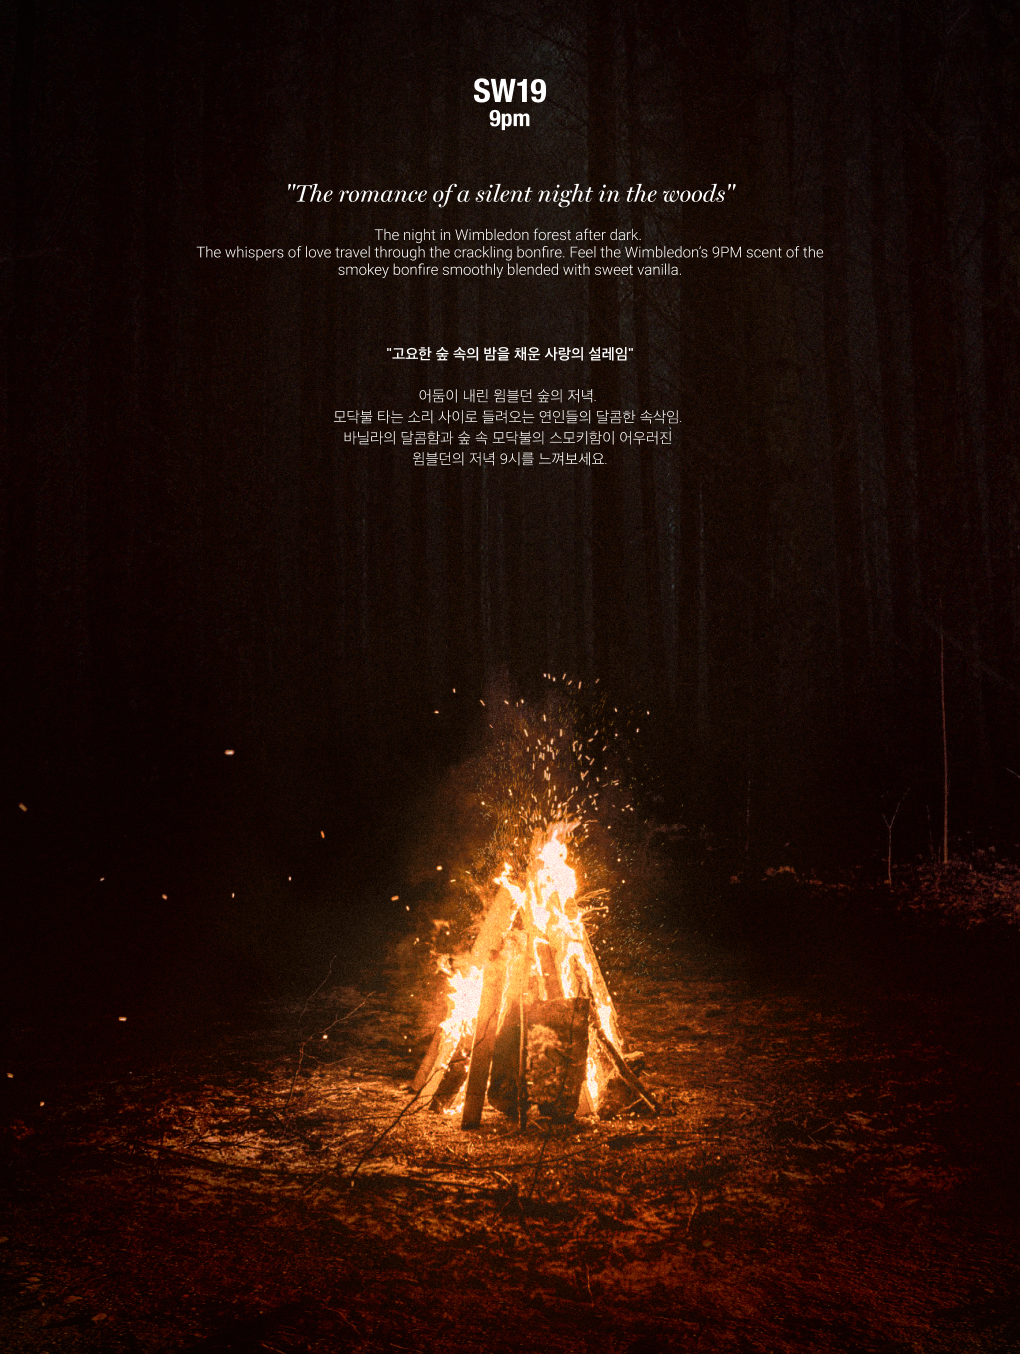 SW19
9pm
"The romance of a silent night in the woods"
The night in Wimbledon forest after dark.
The whispers of love travel through the crackling bonfire. Feel the Wimbledon's 9PM scent of the
smokey bonfire smoothly blended with sweet vanilla.
"고요한 숲 속의 밤을 채운 사랑의 설레임"
어둠이 내린 윔블던 숲의 저녁.
모닥불 타는 소리 사이로 들려오는 연인들의 달콤한 속삭임.
바닐라의 달콤함과 숲 속 모닥불의 스모키함이 어우러진
윔블던의 저녁 9시를 느껴보세요.